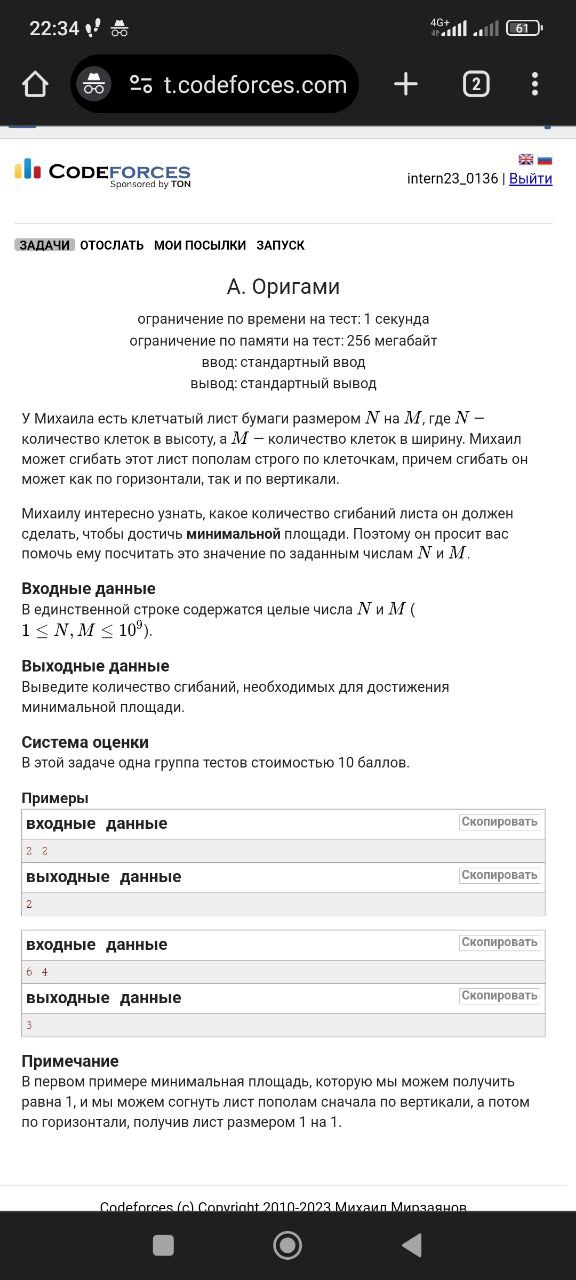 22:34 4G+ 61
2
t.codeforces.com
CODEFORCES
Sponsored by TON
intern23_0136 | Выйти
ЗАДАЧИ ОТОСЛАТЬ МОИ ПОСЫЛКИ ЗАПУСК
A. Оригами
ограничение по времени на тест: 1 секунда
ограничение по памяти на тест: 256 мегабайт
ввод: стандартный ввод
вывод: стандартный вывод
У Михаила есть клетчатый лист бумаги размером N на M, где N —
количество клеток в высоту, а M — количество клеток в ширину. Михаил
может сгибать этот лист пополам строго по клеточкам, причем сгибать он
может как по горизонтали, так и по вертикали.
Михаилу интересно узнать, какое количество сгибаний листа он должен
сделать, чтобы достичь минимальной площади. Поэтому он просит вас
помочь ему посчитать это значение по заданным числам N и M.
Входные данные
В единственной строке содержатся целые числа N и M (
1 ≤ N, M ≤ 10⁹).
Выходные данные
Выведите количество сгибаний, необходимых для достижения
минимальной площади.
Система оценки
В этой задаче одна группа тестов стоимостью 10 баллов.
Примеры
входные данные Скопировать
2 2
выходные данные Скопировать
2
входные данные Скопировать
6 4
выходные данные Скопировать
3
Примечание
В первом примере минимальная площадь, которую мы можем получить
равна 1, и мы можем согнуть лист пополам сначала по вертикали, а потом
по горизонтали, получив лист размером 1 на 1.
Codeforces (c) Copyright 2010-2023 Михаил Мирзаянов